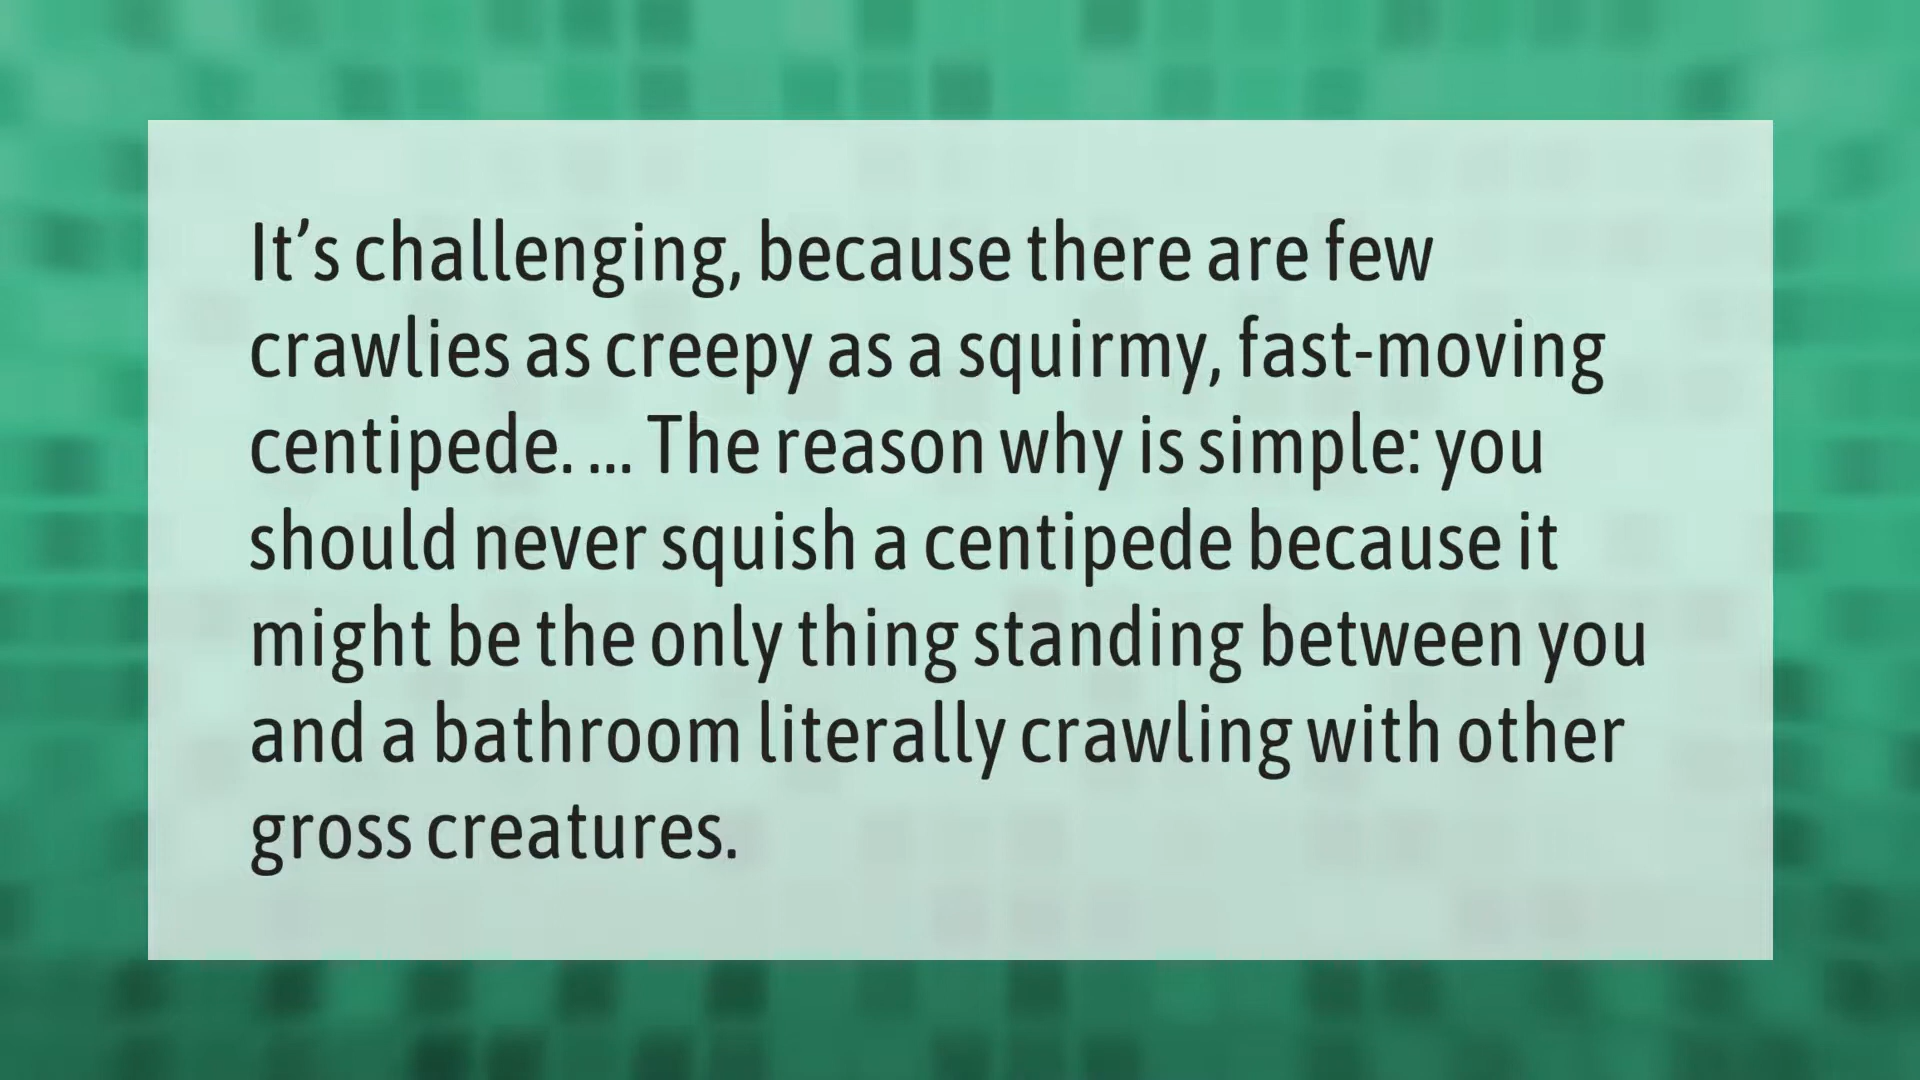 It’s challenging, because there are few
crawlies as creepy as a squirmy, fast-moving
centipede. ... The reason why is simple: you
should never squish a centipede because it
might be the only thing standing between you
and a bathroom literally crawling with other
gross creatures.